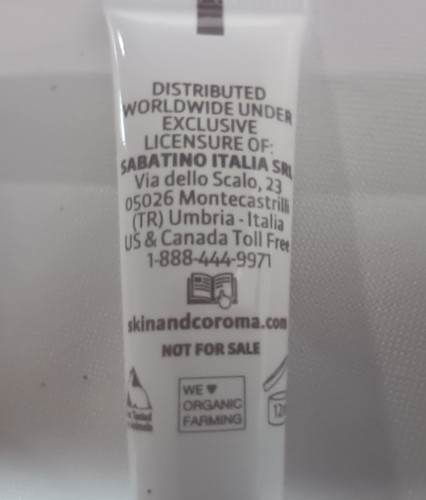 DISTRIBUTED
WORLDWIDE UNDER
EXCLUSIVE
LICENSURE OF:
SABATINO ITALIA SRL
Via dello Scalo, 23
05026 Montecastrilli
(TR) Umbria - Italia
US & Canada Toll Free
1-888-444-9971
skinandcoroma.com
NOT FOR SALE
WE ♥
ORGANIC
FARMING
Tested